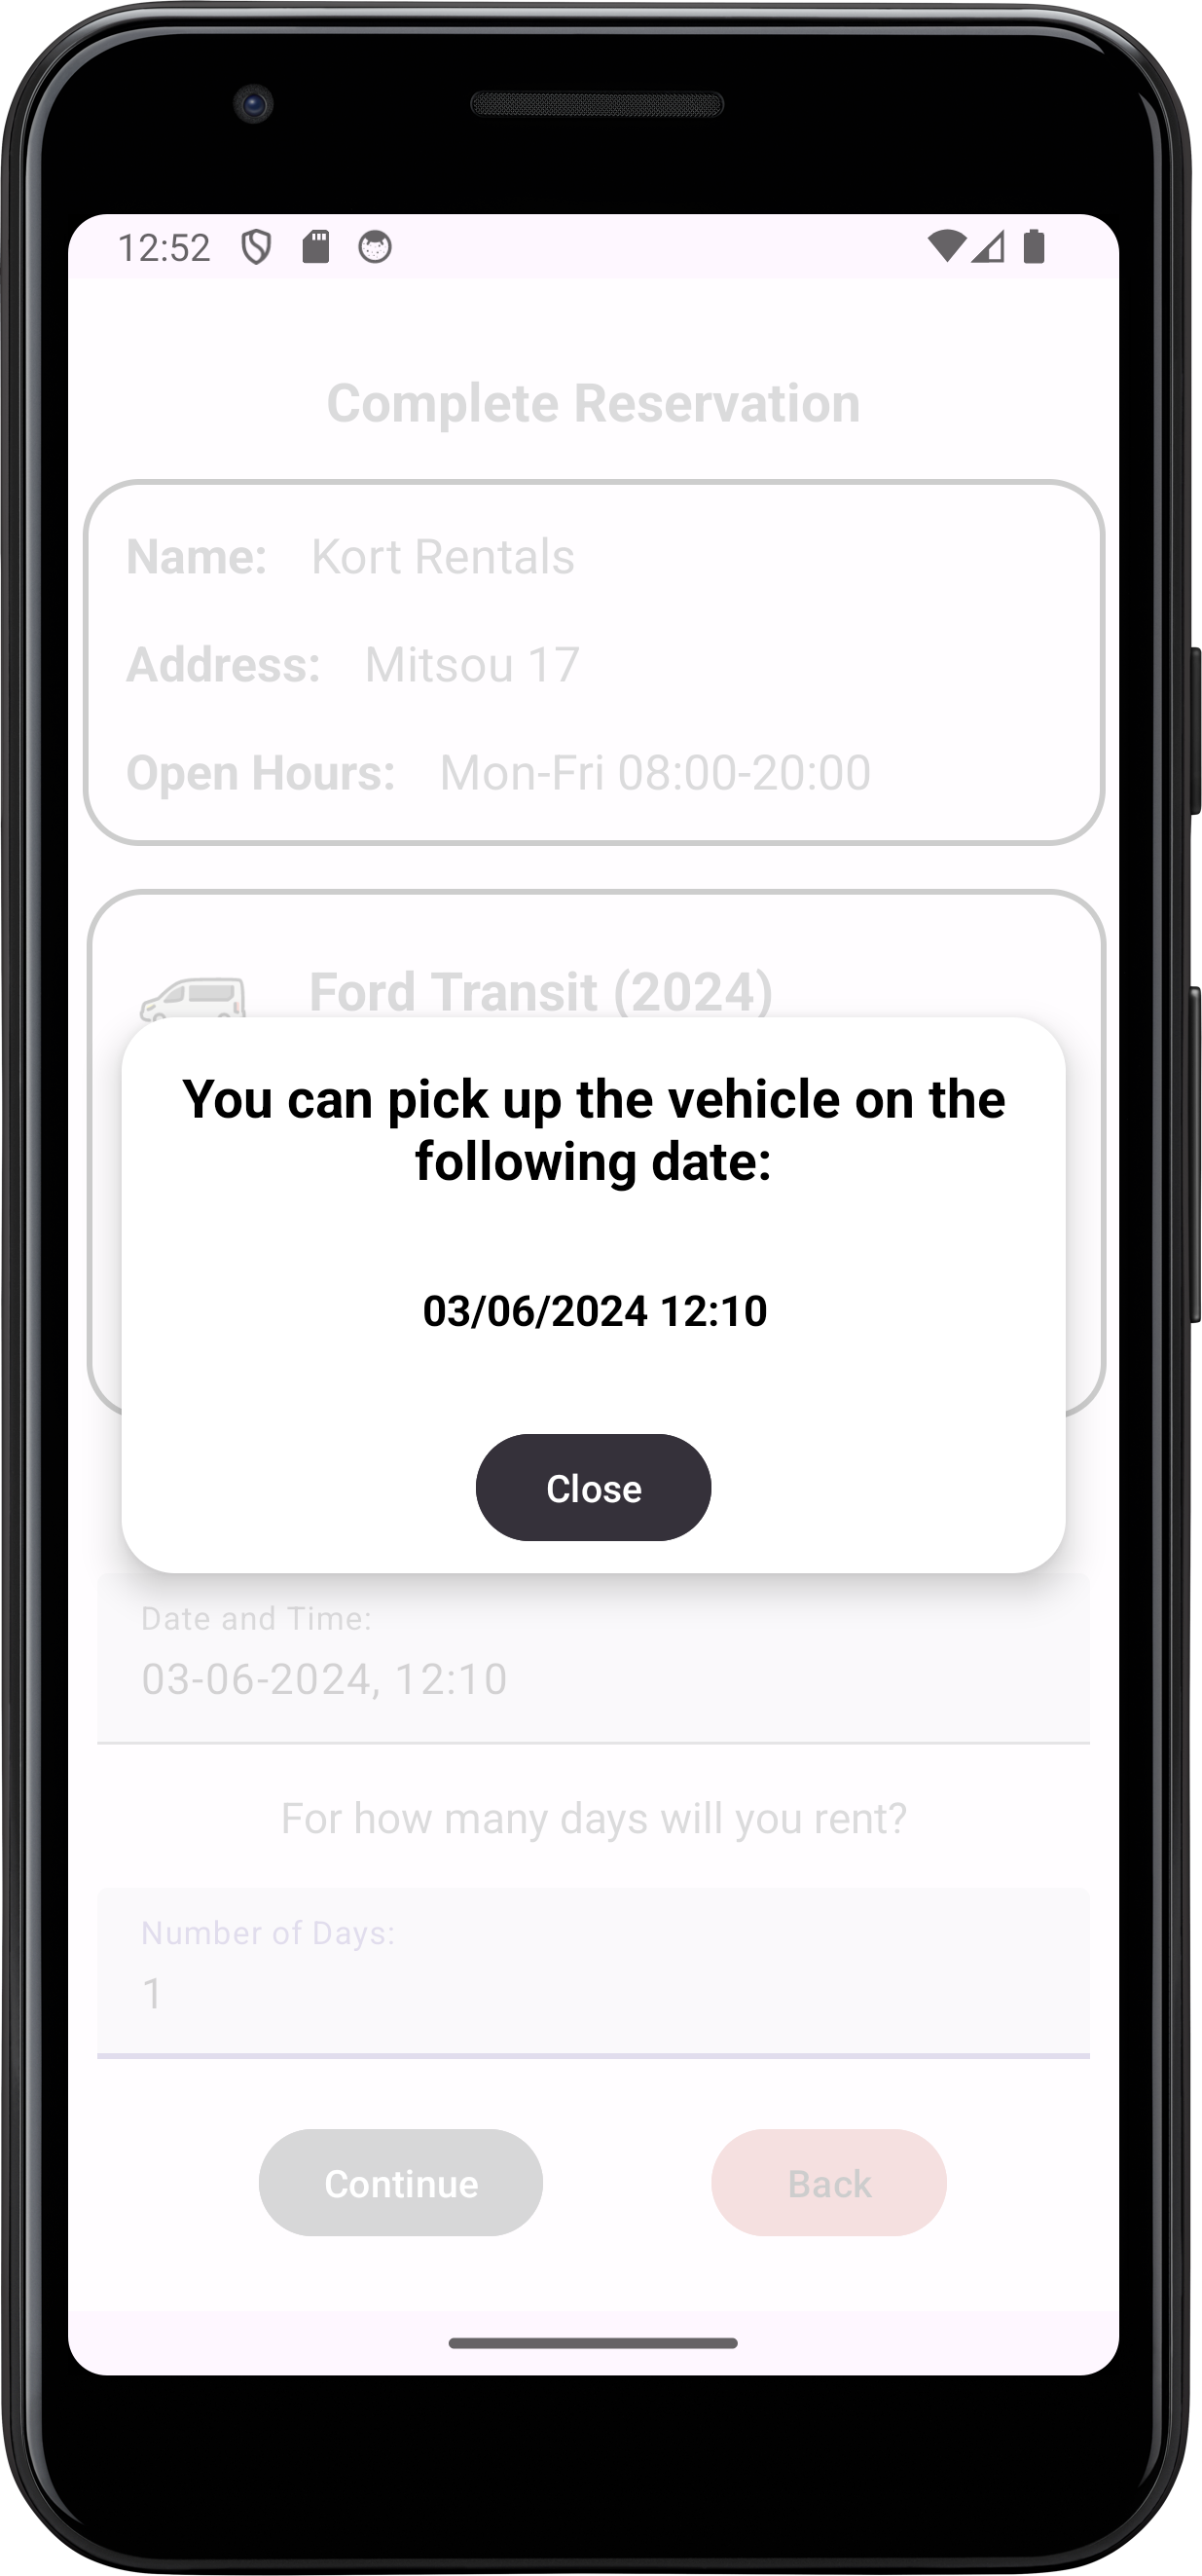 12:52
Complete Reservation
Name: Kort Rentals
Address: Mitsou 17
Open Hours: Mon-Fri 08:00-20:00
Ford Transit (2024)
You can pick up the vehicle on the
following date:
03/06/2024 12:10
Close
Date and Time:
03-06-2024, 12:10
For how many days will you rent?
Number of Days:
1
Continue Back